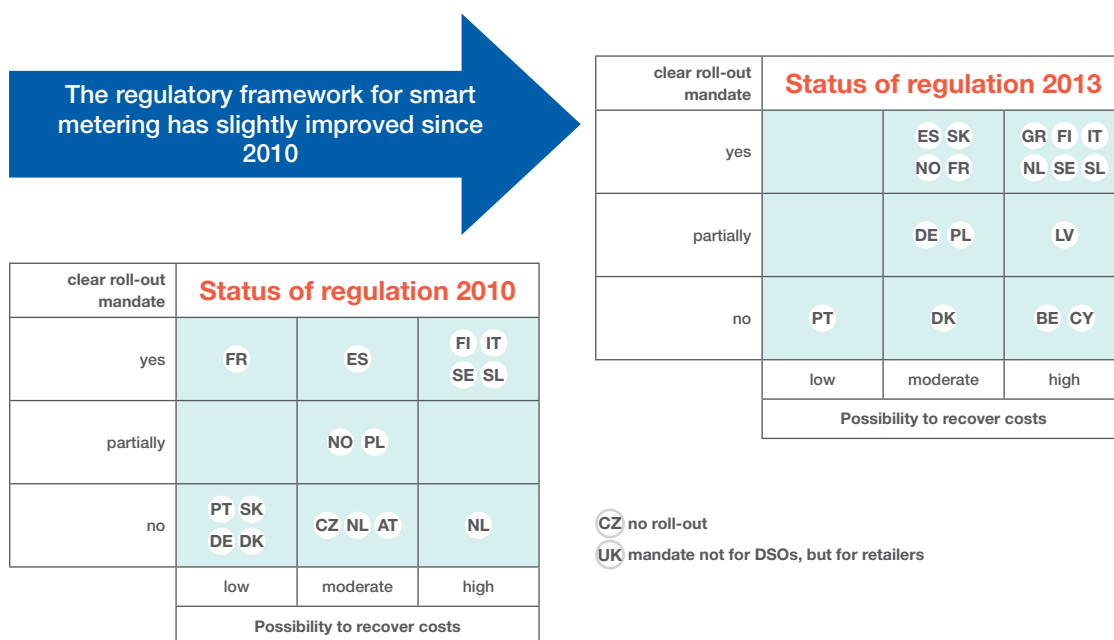 The regulatory framework for smart
metering has slightly improved since
2010
clear roll-out
mandate
Status of regulation 2010
yes
FR
ES
FI IT
SE SL
partially
NO PL
no
PT SK
DE DK
CZ NL AT
NL
low
moderate
high
Possibility to recover costs
clear roll-out
mandate
Status of regulation 2013
yes
ES SK
NO FR
GR FI IT
NL SE SL
partially
DE PL
LV
no
PT
DK
BE CY
low
moderate
high
Possibility to recover costs
CZ no roll-out
UK mandate not for DSOs, but for retailers